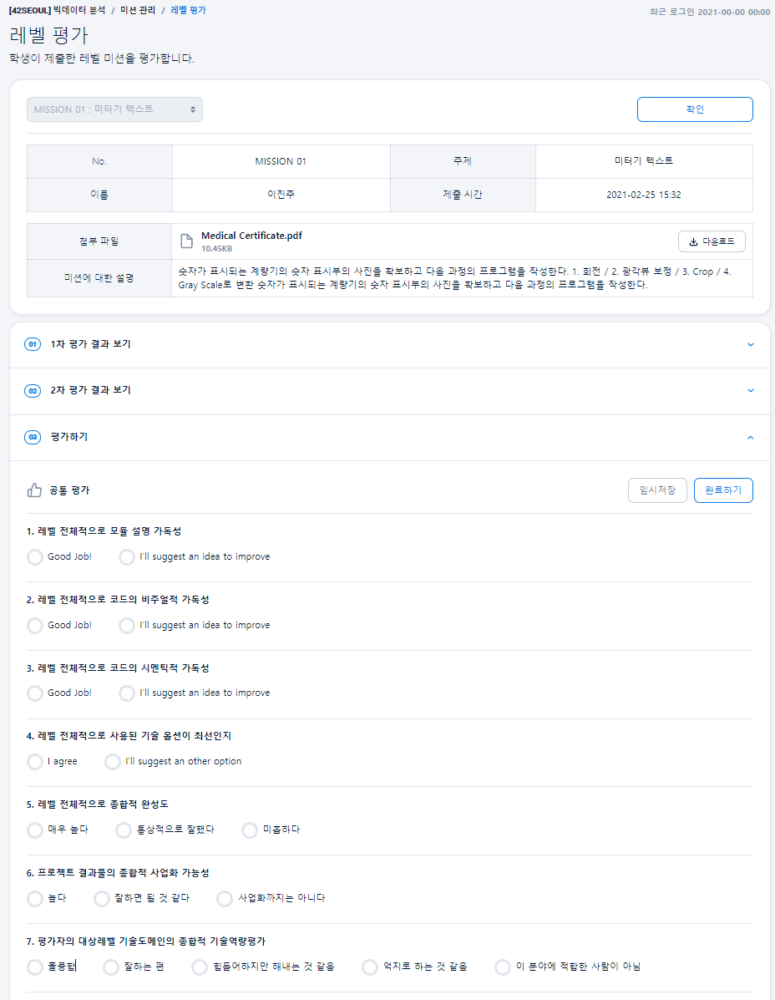 [42SEOUL] 빅데이터 분석 / 미션 관리 / 레벨 평가
최근 로그인 2021-00-00 00:00
레벨 평가
학생이 제출한 레벨 미션을 평가합니다.
MISSION 01 : 미터기 텍스트
확인
No. MISSION 01 주제 미터기 텍스트
이름 이진주 제출 시간 2021-02-25 15:32
첨부 파일 Medical Certificate.pdf 다운로드
10.45KB
미션에 대한 설명
숫자가 표시되는 계량기의 숫자 표시부의 사진을 확보하고 다음 과정의 프로그램을 작성한다. 1. 회전 / 2. 광각뷰 보정 / 3. Crop / 4.
Gray Scale로 변환 숫자가 표시되는 계량기의 숫자 표시부의 사진을 확보하고 다음 과정의 프로그램을 작성한다.
01 1차 평가 결과 보기
02 2차 평가 결과 보기
03 평가하기
공통 평가 임시저장 완료하기
1. 레벨 전체적으로 모듈 설명 가독성
Good Job! I'll suggest an idea to improve
2. 레벨 전체적으로 코드의 비주얼적 가독성
Good Job! I'll suggest an idea to improve
3. 레벨 전체적으로 코드의 시멘틱적 가독성
Good Job! I'll suggest an idea to improve
4. 레벨 전체적으로 사용된 기술 옵션이 최선인지
I agree I'll suggest an other option
5. 레벨 전체적으로 종합적 완성도
매우 높다 통상적으로 잘했다 미흡하다
6. 프로젝트 결과물의 종합적 사업화 가능성
높다 잘하면 될 것 같다 사업화까지는 아니다
7. 평가자의 대상레벨 기술도메인의 종합적 기술역량평가
훌륭함 잘하는 편 힘들어하지만 해내는 것 같음 억지로 하는 것 같음 이 분야에 적합한 사람이 아님